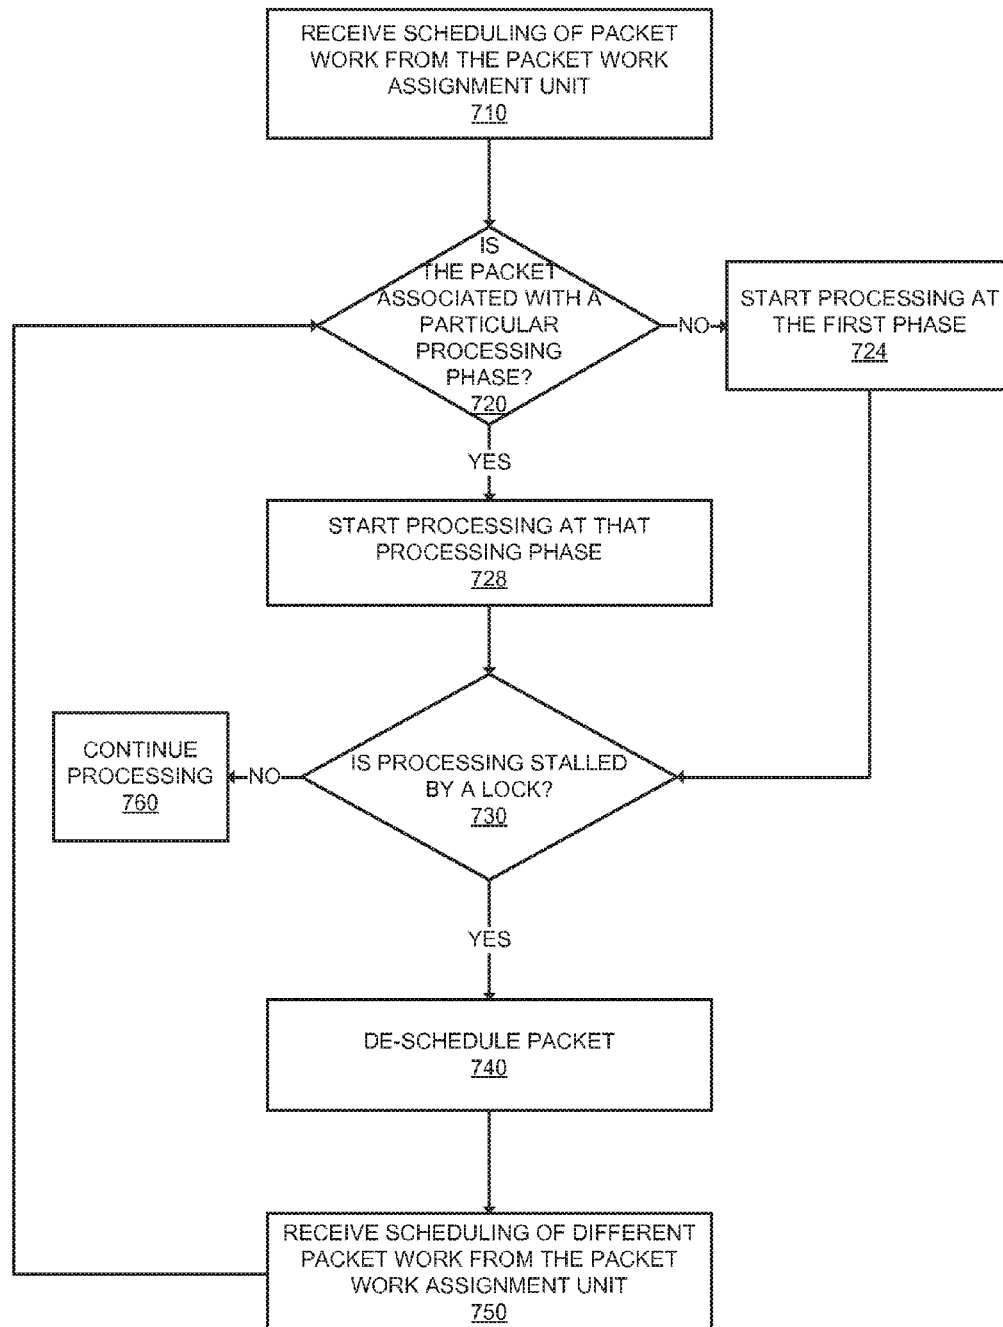 RECEIVE SCHEDULING OF PACKET
WORK FROM THE PACKET WORK
ASSIGNMENT UNIT
710
IS
THE PACKET
ASSOCIATED WITH A
PARTICULAR
PROCESSING
PHASE?
720
NO
START PROCESSING AT
THE FIRST PHASE
724
YES
START PROCESSING AT THAT
PROCESSING PHASE
728
IS PROCESSING STALLED
BY A LOCK?
730
NO
CONTINUE
PROCESSING
760
YES
DE-SCHEDULE PACKET
740
RECEIVE SCHEDULING OF DIFFERENT
PACKET WORK FROM THE PACKET
WORK ASSIGNMENT UNIT
750